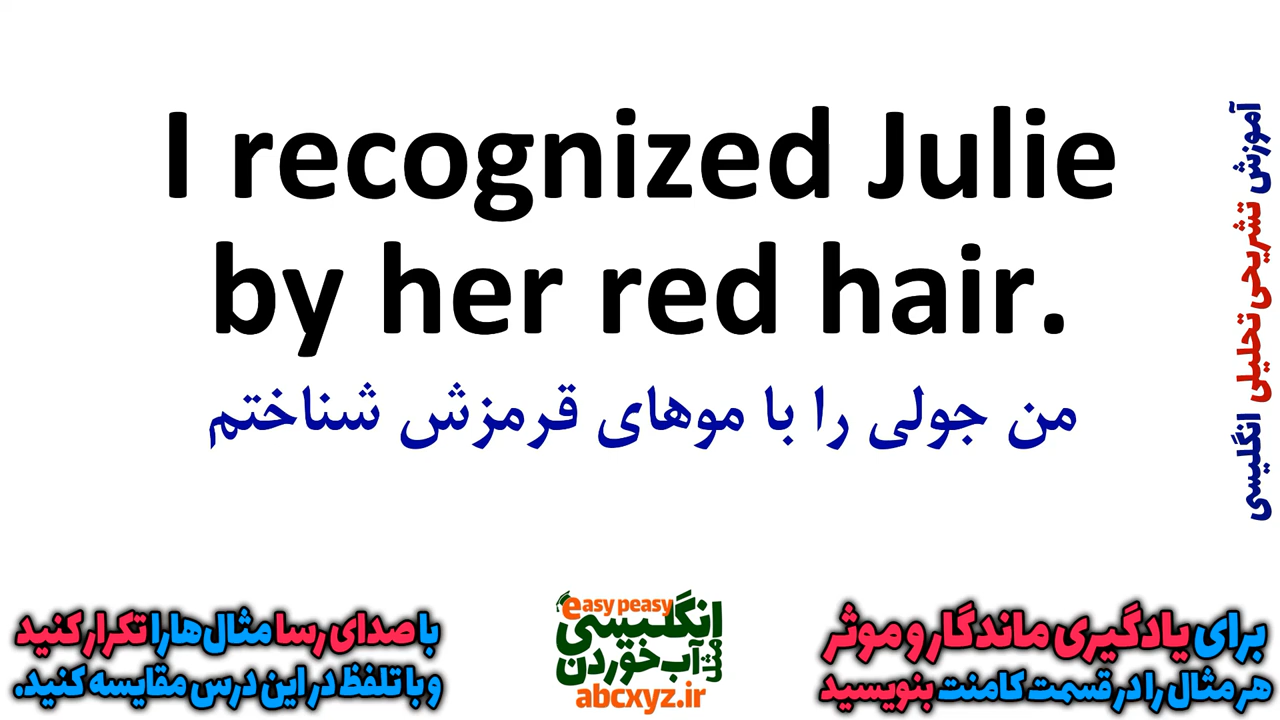 I recognized Julie
by her red hair.
من جولی را با موهای قرمزش شناختم
آموزش تشریحی تحلیلی انگلیسی
برای یادگیری ماندگار و موثر
هر مثال را در قسمت کامنت بنویسید
easy peasy
انگلیسی
مثل آب خوردن
abcxyz.ir
با صدای رسا مثال‌ها را تکرار کنید
و با تلفظ در این درس مقایسه کنید.